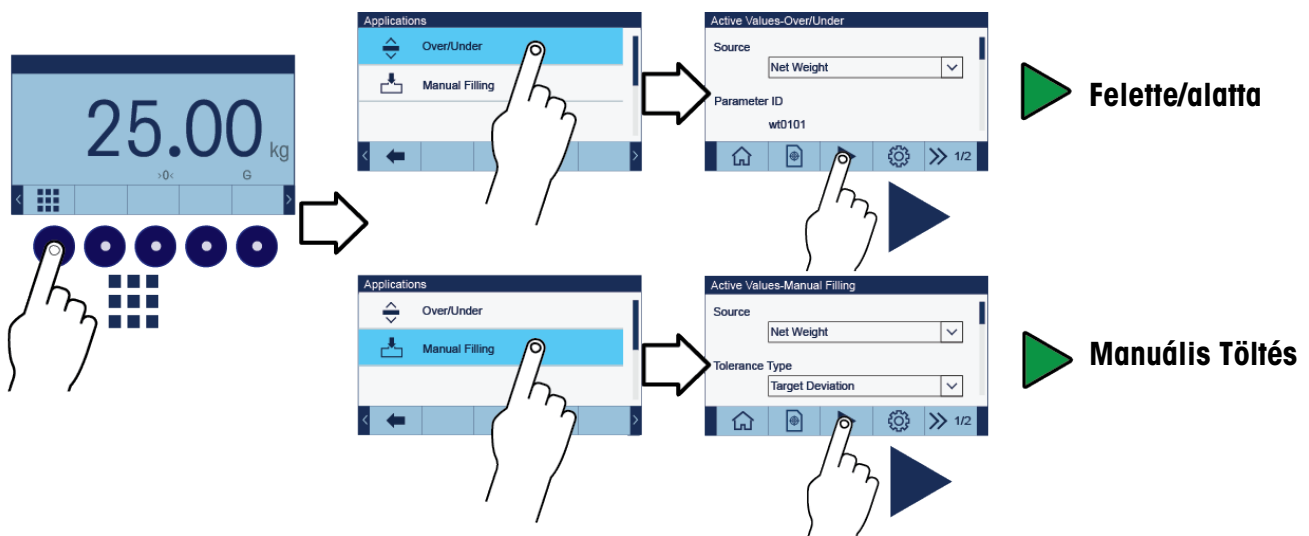 25.00 kg
>0< G
Applications
Over/Under
Manual Filling
Active Values-Over/Under
Source
Net Weight
Parameter ID
wt0101
1/2
Felette/alatta
Applications
Over/Under
Manual Filling
Active Values-Manual Filling
Source
Net Weight
Tolerance Type
Target Deviation
1/2
Manuális Töltés